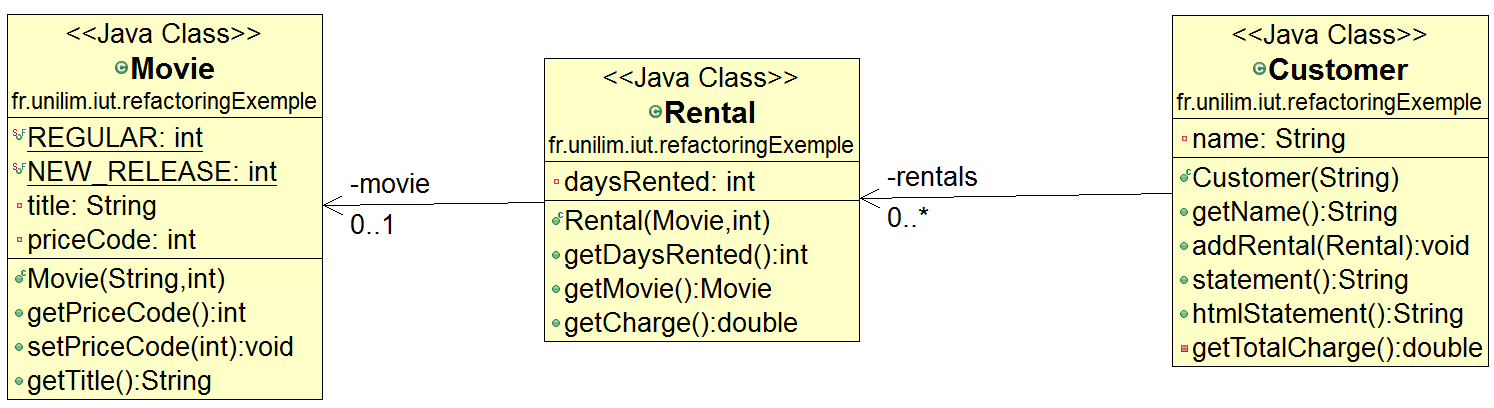 <<Java Class>>
Movie
fr.unilim.iut.refactoringExemple
REGULAR: int
NEW_RELEASE: int
title: String
priceCode: int
Movie(String,int)
getPriceCode():int
setPriceCode(int):void
getTitle():String
-movie
0..1
<<Java Class>>
Rental
fr.unilim.iut.refactoringExemple
daysRented: int
Rental(Movie,int)
getDaysRented():int
getMovie():Movie
getCharge():double
-rentals
0..*
<<Java Class>>
Customer
fr.unilim.iut.refactoringExemple
name: String
Customer(String)
getName():String
addRental(Rental):void
statement():String
htmlStatement():String
getTotalCharge():double